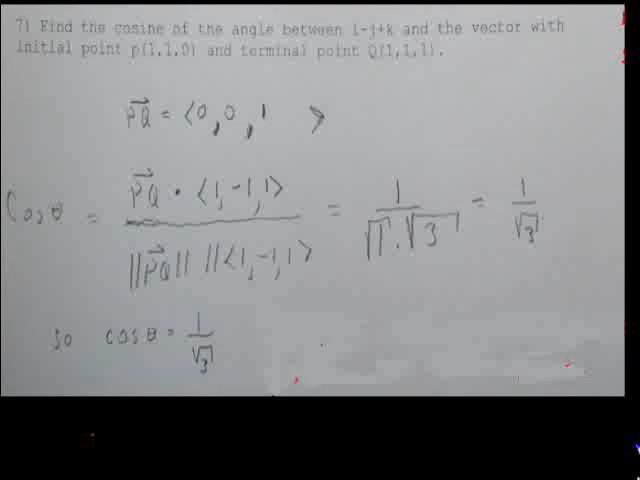 7) Find the cosine of the angle between i-j+k and the vector with
initial point p(1,1,0) and terminal point Q(1,1,1).
PQ = <0, 0, 1 >
Cosθ = PQ · <1, -1, 1> / ||PQ|| ||<1, -1, 1> = 1 / √1 · √3 = 1 / √3
so cosθ = 1 / √3